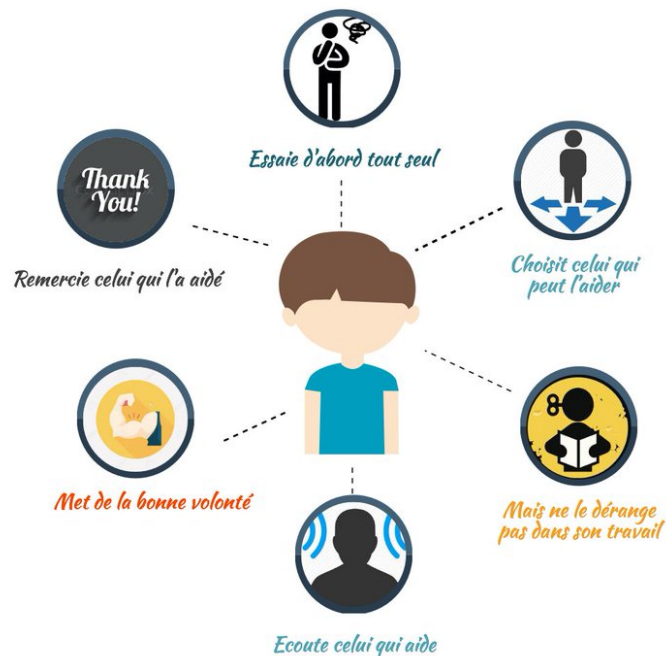 Essaie d'abord tout seul
Thank
You!
Choisit celui qui
peut l'aider
Remercie celui qui l'a aidé
Met de la bonne volonté
Mais ne le dérange
pas dans son travail
Ecoute celui qui aide